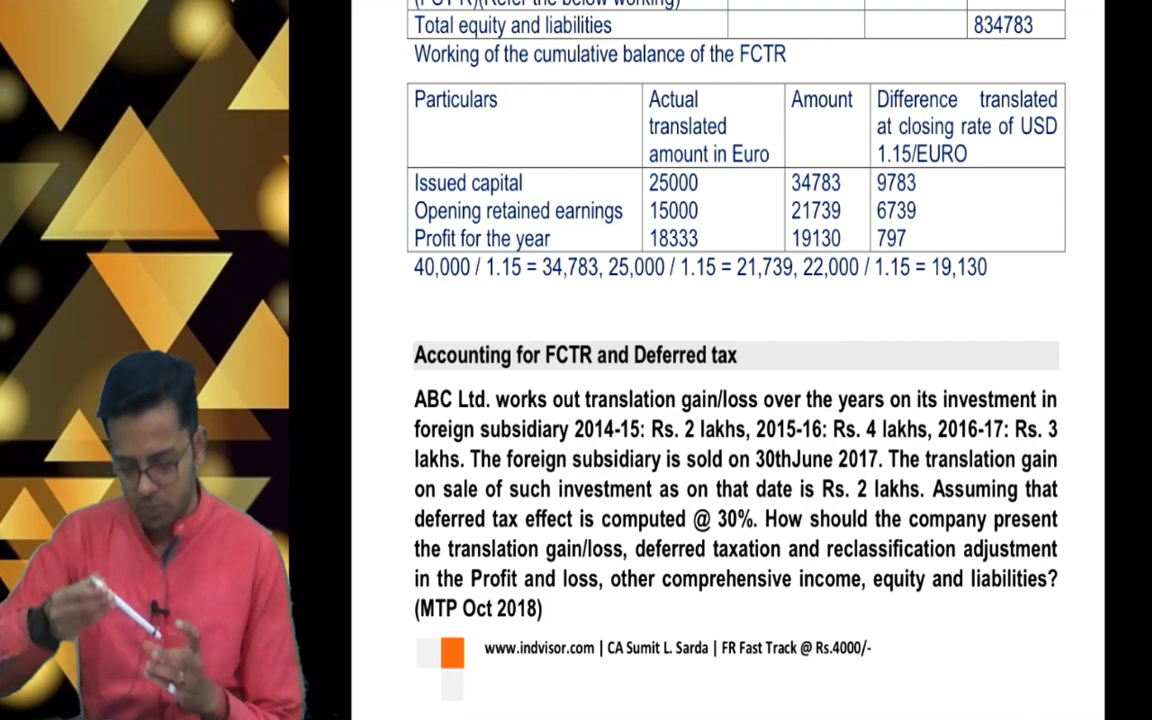 (FCTR)(Refer the below working)
Total equity and liabilities 834783
Working of the cumulative balance of the FCTR
Particulars Actual translated amount in Euro Amount Difference translated at closing rate of USD 1.15/EURO
Issued capital 25000 34783 9783
Opening retained earnings 15000 21739 6739
Profit for the year 18333 19130 797
40,000 / 1.15 = 34,783, 25,000 / 1.15 = 21,739, 22,000 / 1.15 = 19,130
Accounting for FCTR and Deferred tax
ABC Ltd. works out translation gain/loss over the years on its investment in
foreign subsidiary 2014-15: Rs. 2 lakhs, 2015-16: Rs. 4 lakhs, 2016-17: Rs. 3
lakhs. The foreign subsidiary is sold on 30thJune 2017. The translation gain
on sale of such investment as on that date is Rs. 2 lakhs. Assuming that
deferred tax effect is computed @ 30%. How should the company present
the translation gain/loss, deferred taxation and reclassification adjustment
in the Profit and loss, other comprehensive income, equity and liabilities?
(MTP Oct 2018)
www.indvisor.com | CA Sumit L. Sarda | FR Fast Track @ Rs.4000/-